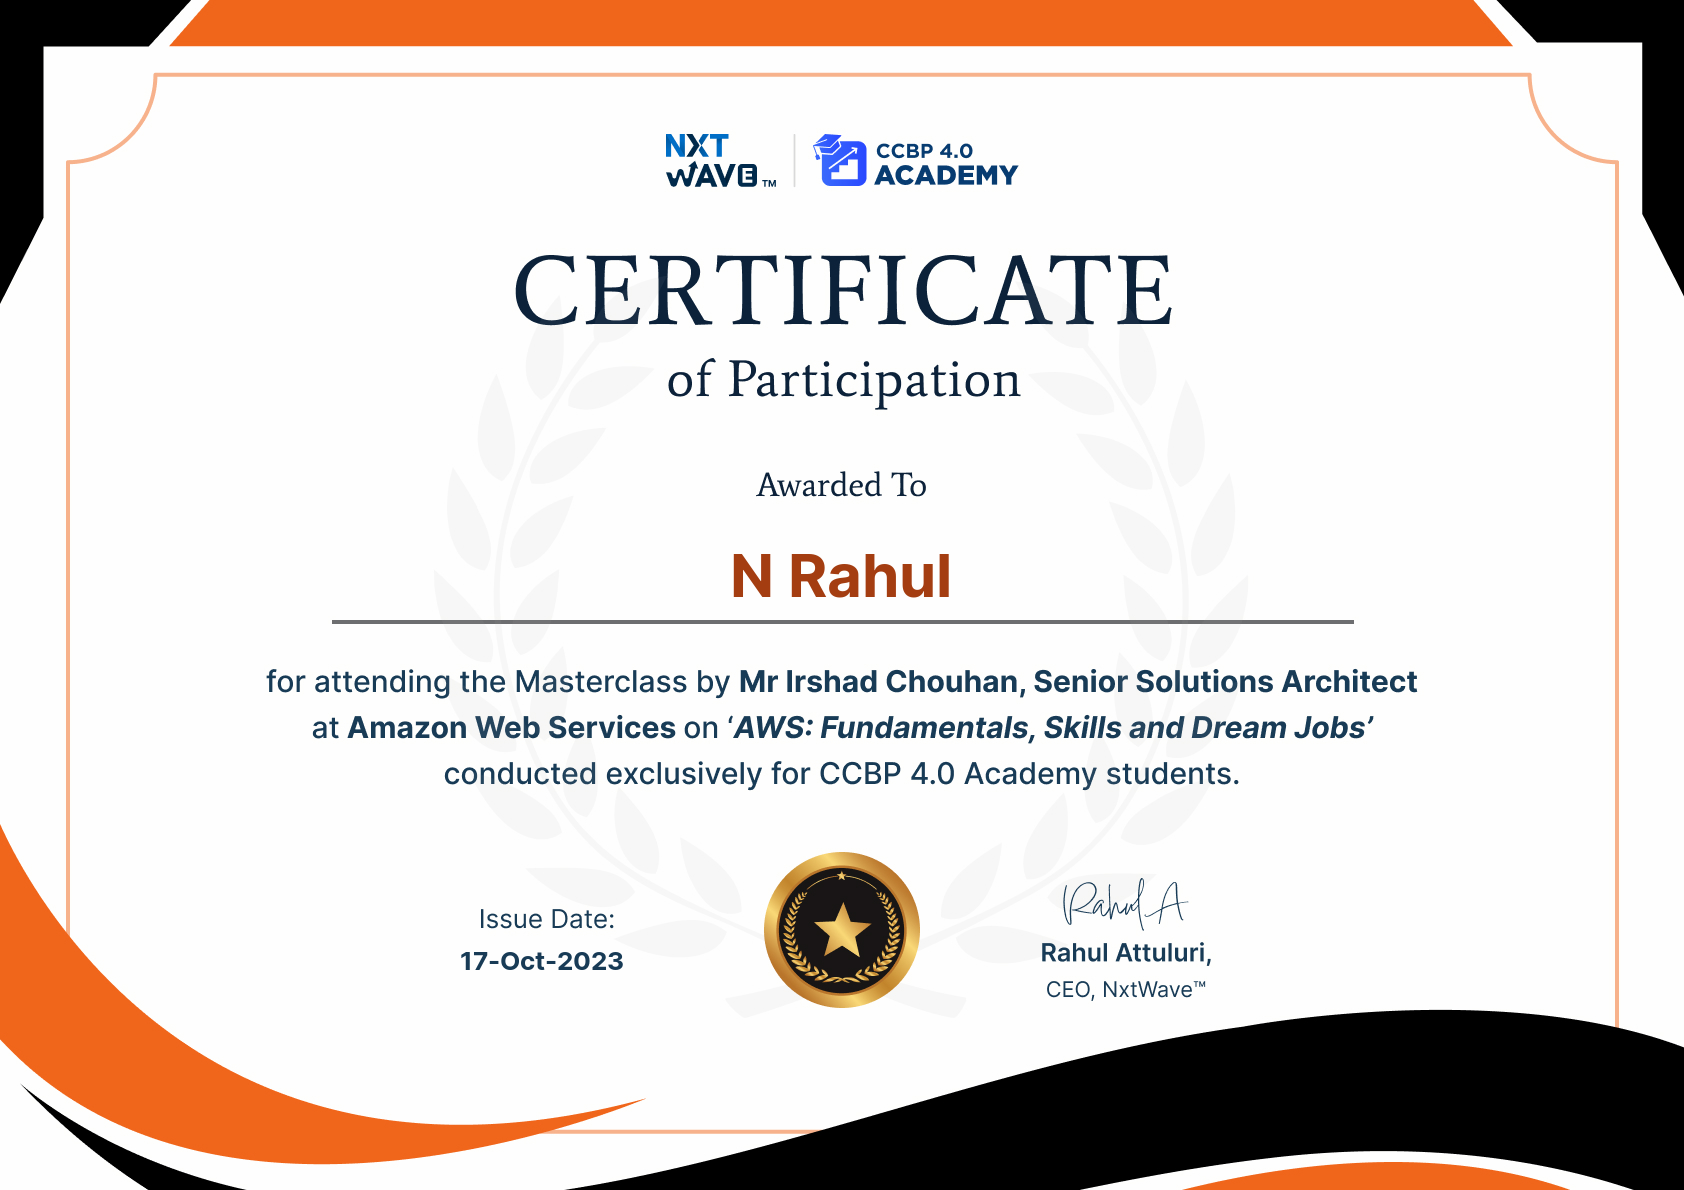 NXT
WAVE™
CCBP 4.0
ACADEMY
CERTIFICATE
of Participation
Awarded To
N Rahul
for attending the Masterclass by Mr Irshad Chouhan, Senior Solutions Architect
at Amazon Web Services on ‘AWS: Fundamentals, Skills and Dream Jobs’
conducted exclusively for CCBP 4.0 Academy students.
Issue Date:
17-Oct-2023
Rahul A
Rahul Attuluri,
CEO, NxtWave™